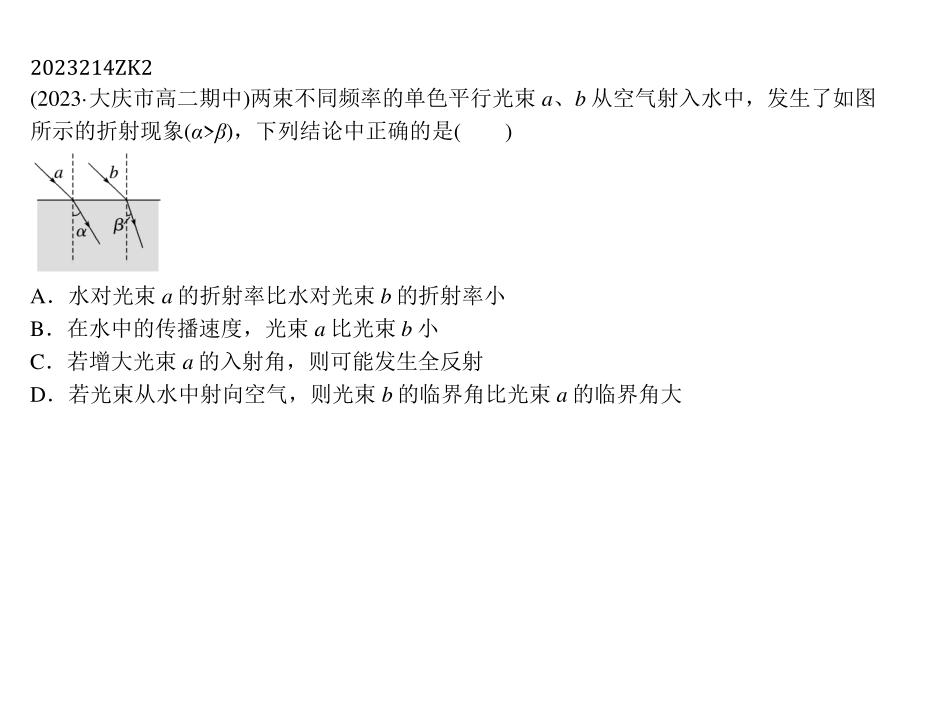 2023214ZK2
(2023·大庆市高二期中)两束不同频率的单色平行光束 a、b 从空气射入水中，发生了如图
所示的折射现象(α>β)，下列结论中正确的是(　　)
a b
α β
A．水对光束 a 的折射率比水对光束 b 的折射率小
B．在水中的传播速度，光束 a 比光束 b 小
C．若增大光束 a 的入射角，则可能发生全反射
D．若光束从水中射向空气，则光束 b 的临界角比光束 a 的临界角大